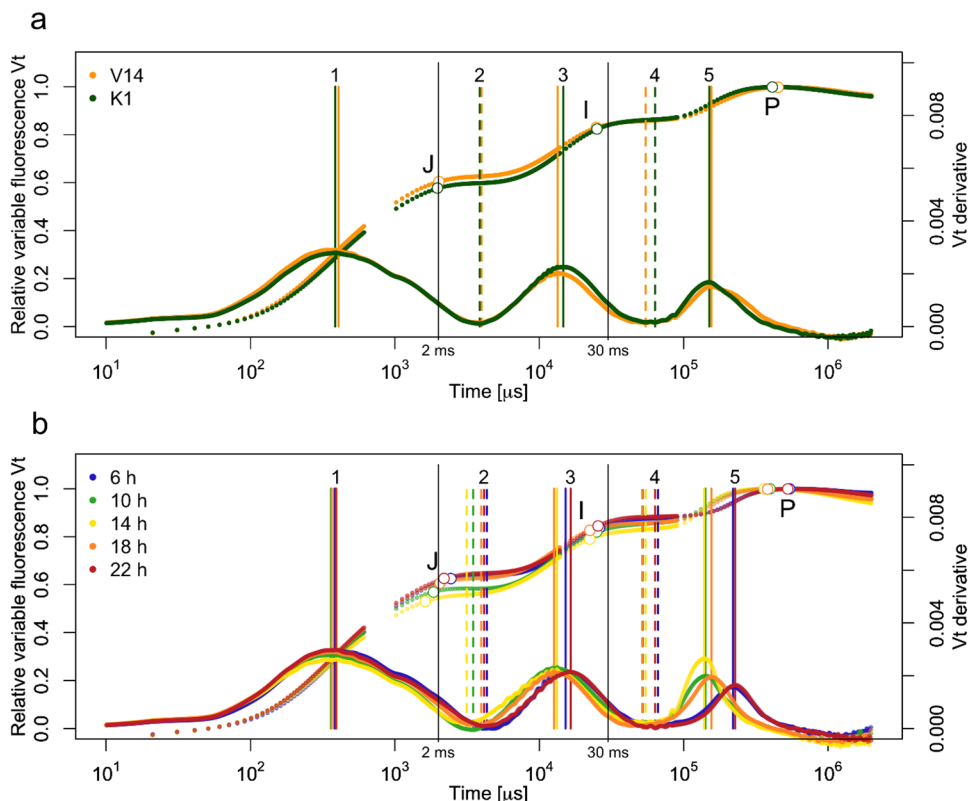 a
Relative variable fluorescence Vt
0.0 0.2 0.4 0.6 0.8 1.0
V14
K1
1 2 3 4 5
J I P
0.000 0.004 0.008
Vt derivative
2 ms 30 ms
10¹ 10² 10³ 10⁴ 10⁵ 10⁶
Time [μs]
b
Relative variable fluorescence Vt
0.0 0.2 0.4 0.6 0.8 1.0
6 h
10 h
14 h
18 h
22 h
1 2 3 4 5
J I P
0.000 0.004 0.008
Vt derivative
2 ms 30 ms
10¹ 10² 10³ 10⁴ 10⁵ 10⁶
Time [μs]